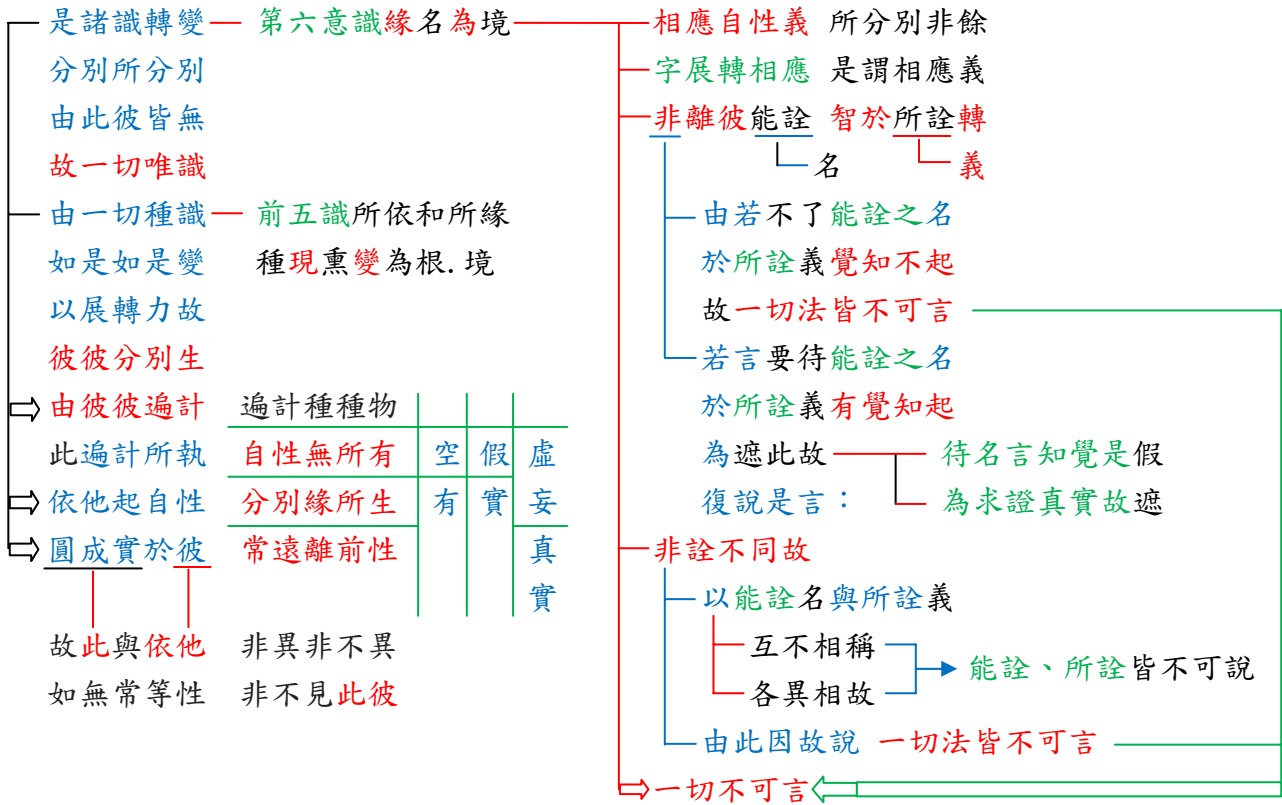 是諸識轉變 第六意識緣名為境
分別所分別
由此彼皆無
故一切唯識
由一切種識 前五識所依和所緣
如是如是變 種現熏變為根.境
以展轉力故
彼彼分別生
由彼彼遍計 遍計種種物
此遍計所執 自性無所有 空 假 虛
依他起自性 分別緣所生 有 實 妄
圓成實於彼 常遠離前性 真
實
故此與依他 非異非不異
如無常等性 非不見此彼
相應自性義 所分別非餘
字展轉相應 是謂相應義
非離彼能詮 智於所詮轉
名 義
由若不了能詮之名
於所詮義覺知不起
故一切法皆不可言
若言要待能詮之名
於所詮義有覺知起
為遮此故 待名言知覺是假
復說是言： 為求證真實故遮
非詮不同故
以能詮名與所詮義
互不相稱
各異相故
能詮、所詮皆不可說
由此因故說 一切法皆不可言
一切不可言